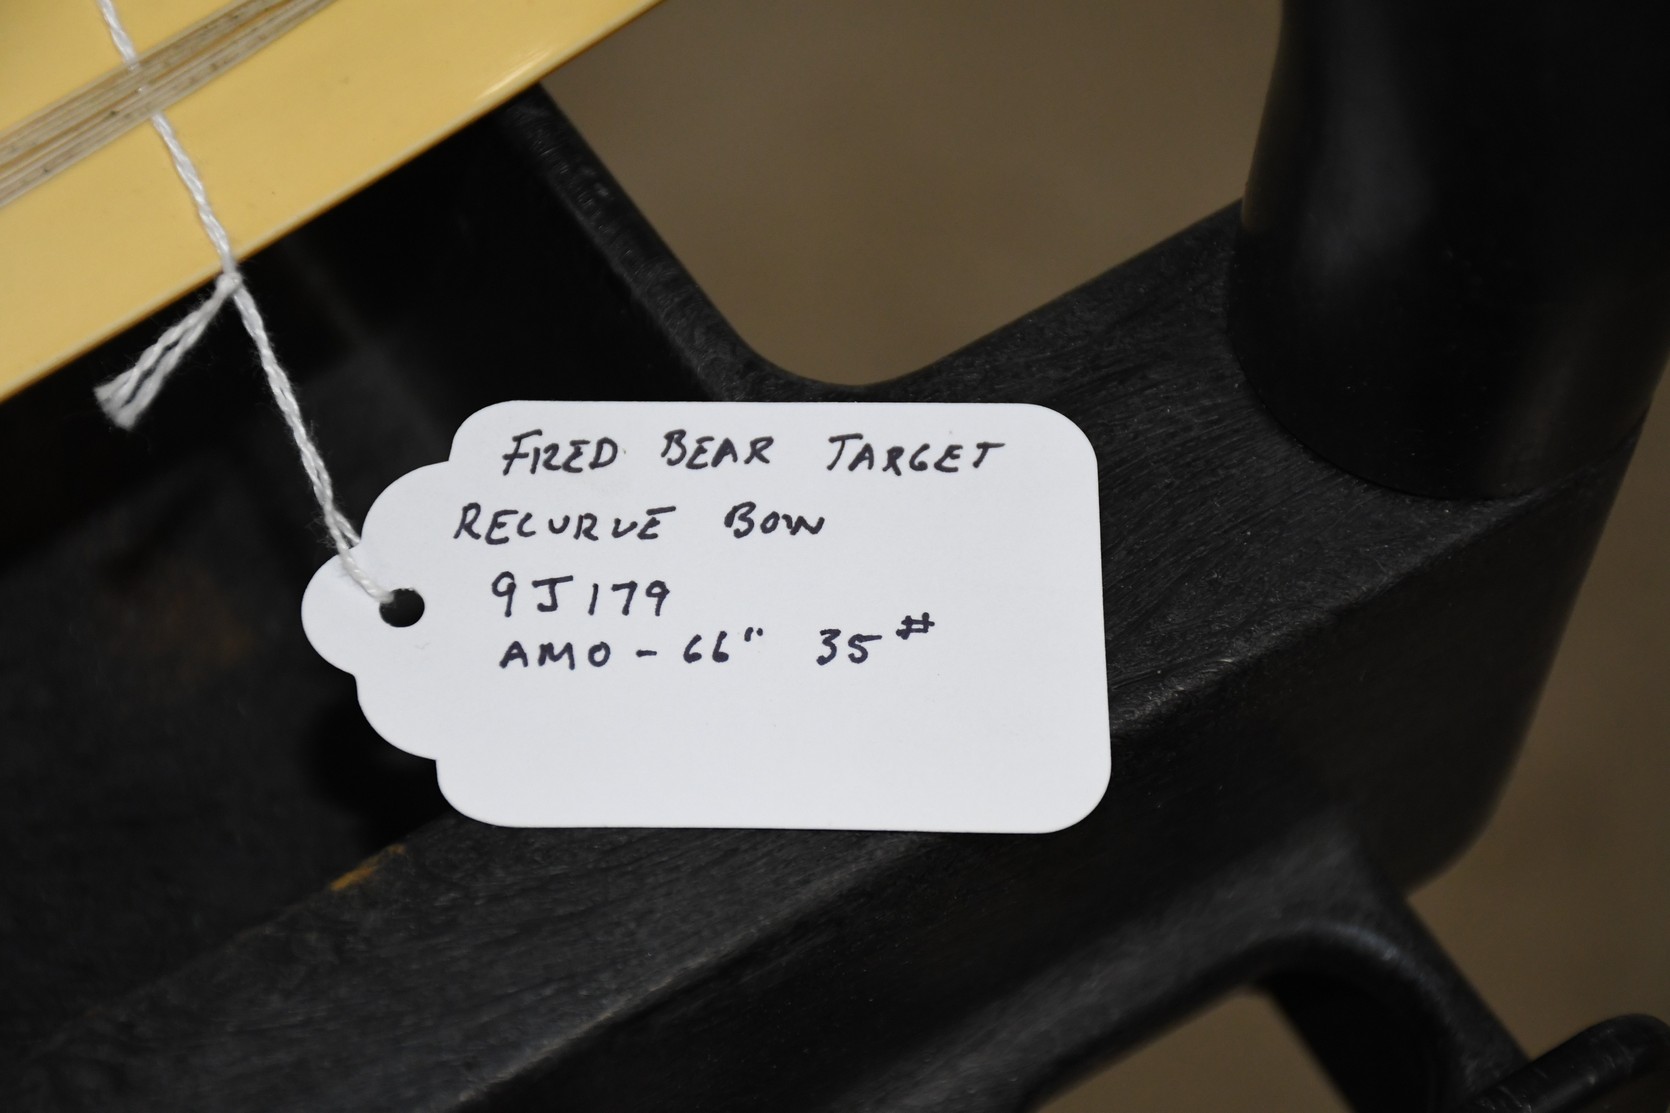 FRED BEAR TARGET
RECURVE BOW
9J179
AMO - 66" 35#